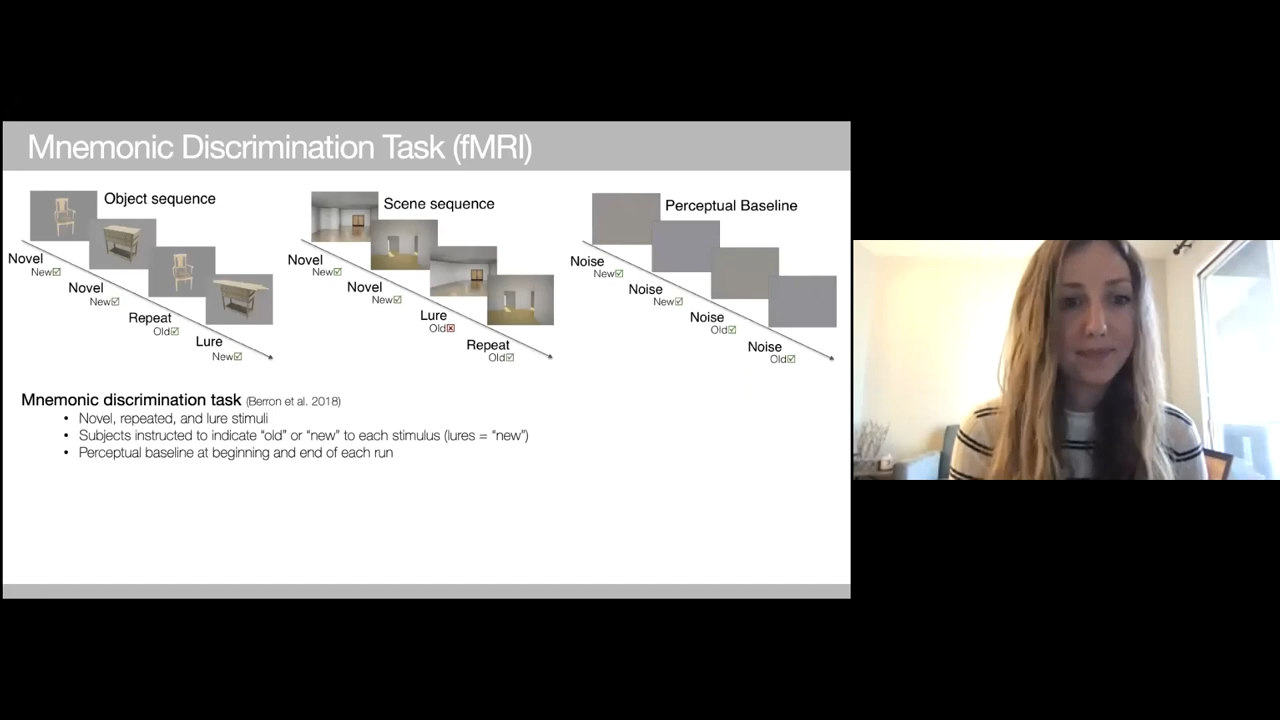 Mnemonic Discrimination Task (fMRI)
Object sequence
Novel
New☑
Novel
New☑
Repeat
Old☑
Lure
New☑
Scene sequence
Novel
New☑
Novel
New☑
Lure
Old☒
Repeat
Old☑
Perceptual Baseline
Noise
New☑
Noise
New☑
Noise
Old☑
Noise
Old☑
Mnemonic discrimination task (Berron et al. 2018)
• Novel, repeated, and lure stimuli
• Subjects instructed to indicate “old” or “new” to each stimulus (lures = “new”)
• Perceptual baseline at beginning and end of each run